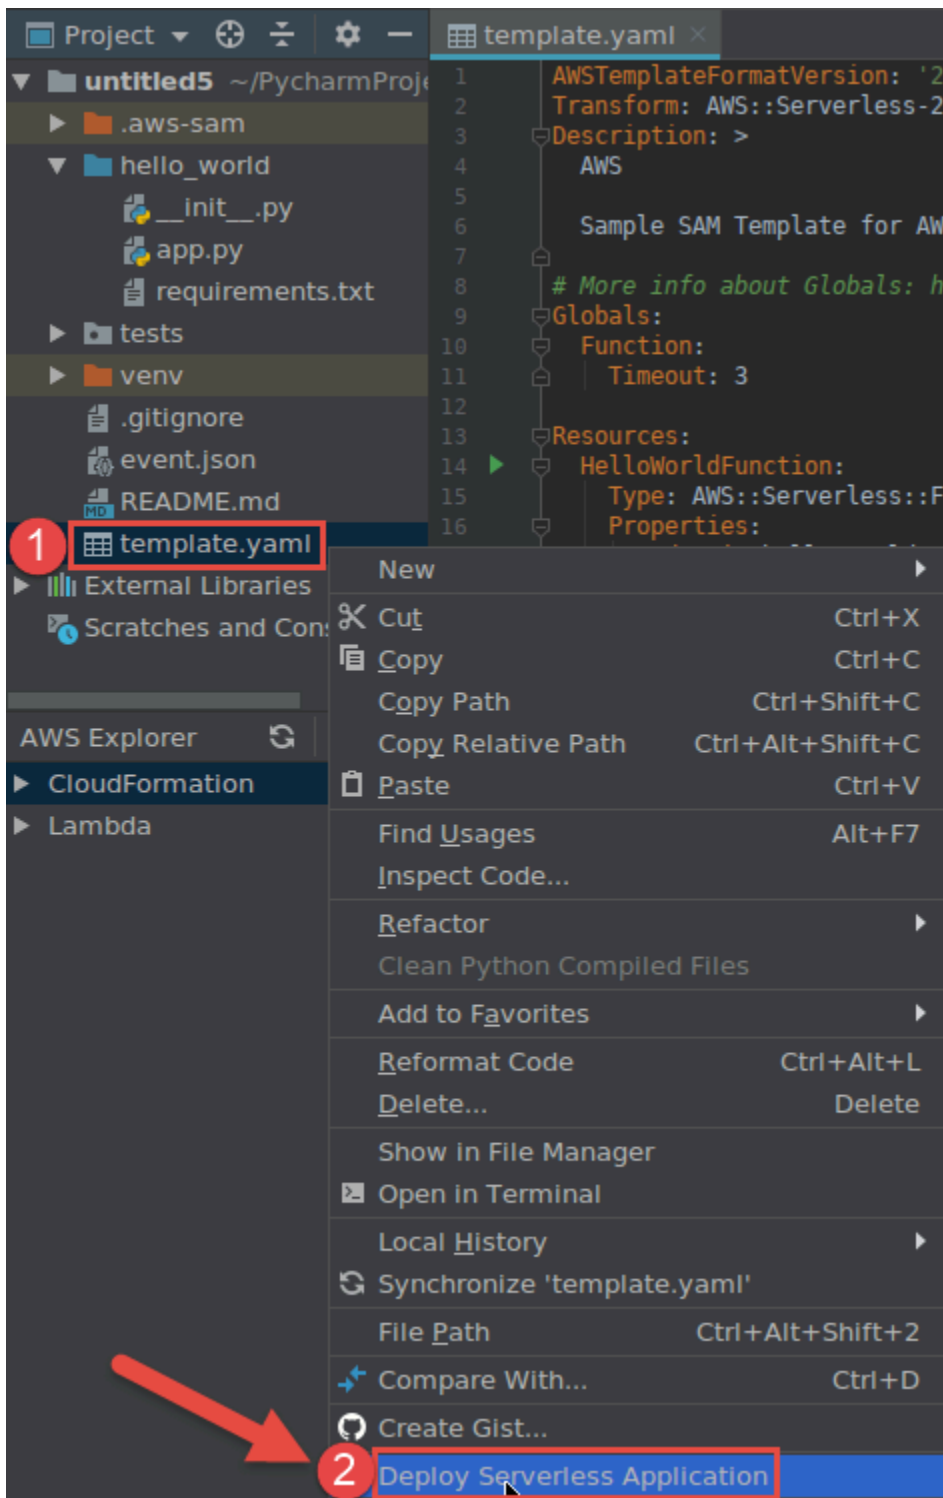 Project
untitled5 ~/PycharmProje
.aws-sam
hello_world
__init__.py
app.py
requirements.txt
tests
venv
.gitignore
event.json
MD README.md
1 template.yaml
External Libraries
Scratches and Con
AWS Explorer
CloudFormation
Lambda
template.yaml
1 AWSTemplateFormatVersion: '2
2 Transform: AWS::Serverless-2
3 Description: >
4 AWS
5
6 Sample SAM Template for AW
7
8 # More info about Globals: h
9 Globals:
10 Function:
11 Timeout: 3
12
13 Resources:
14 HelloWorldFunction:
15 Type: AWS::Serverless::F
16 Properties:
New
Cut Ctrl+X
Copy Ctrl+C
Copy Path Ctrl+Shift+C
Copy Relative Path Ctrl+Alt+Shift+C
Paste Ctrl+V
Find Usages Alt+F7
Inspect Code...
Refactor
Clean Python Compiled Files
Add to Favorites
Reformat Code Ctrl+Alt+L
Delete... Delete
Show in File Manager
Open in Terminal
Local History
Synchronize 'template.yaml'
File Path Ctrl+Alt+Shift+2
Compare With... Ctrl+D
Create Gist...
2 Deploy Serverless Application